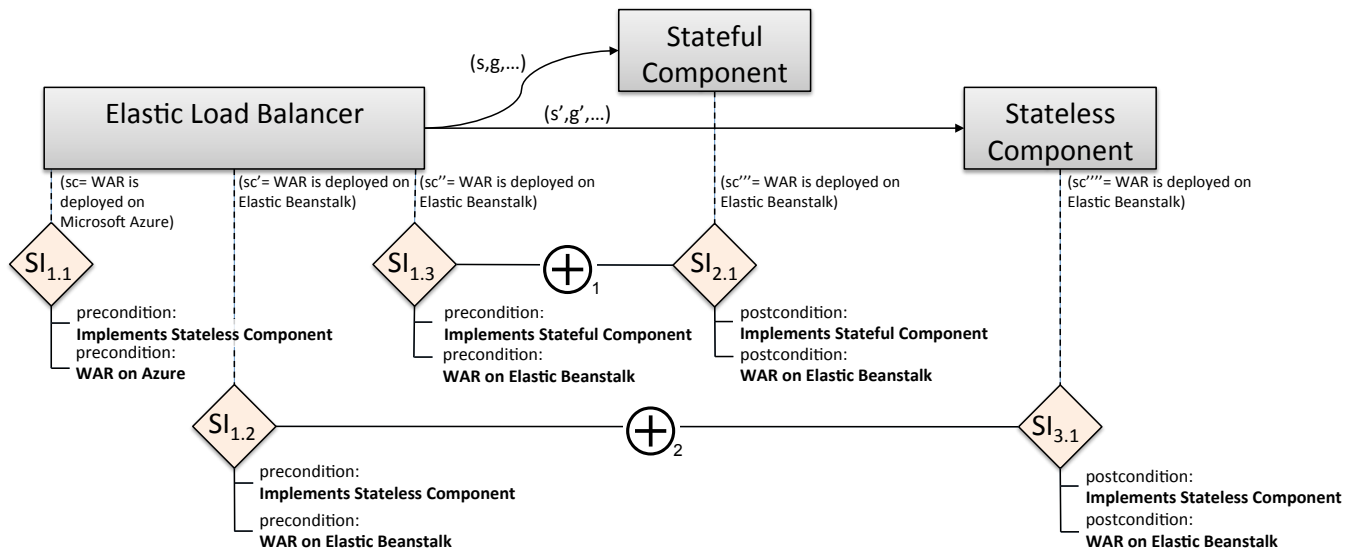 Stateful
Component
(s,g,...)
Elastic Load Balancer
(s’,g’,...)
Stateless
Component
(sc= WAR is
deployed on
Microsoft Azure)
(sc’= WAR is deployed on
Elastic Beanstalk)
(sc’’= WAR is deployed on
Elastic Beanstalk)
(sc’’’= WAR is deployed on
Elastic Beanstalk)
(sc’’’’= WAR is deployed on
Elastic Beanstalk)
SI1.1
SI1.3
1
SI2.1
precondition:
Implements Stateless Component
precondition:
WAR on Azure
precondition:
Implements Stateful Component
precondition:
WAR on Elastic Beanstalk
postcondition:
Implements Stateful Component
postcondition:
WAR on Elastic Beanstalk
SI1.2
2
SI3.1
precondition:
Implements Stateless Component
precondition:
WAR on Elastic Beanstalk
postcondition:
Implements Stateless Component
postcondition:
WAR on Elastic Beanstalk